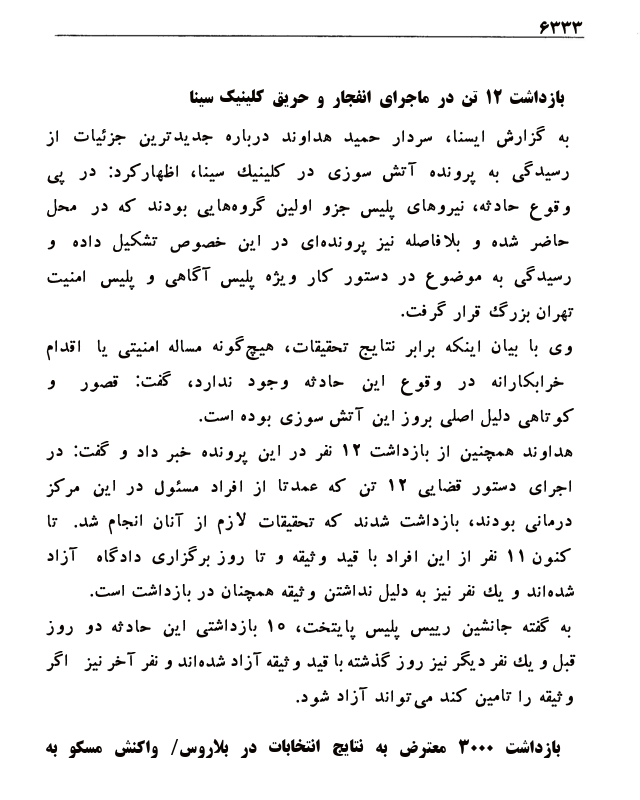 ۶۳۳۳
بازداشت ۱۲ تن در ماجرای انفجار و حریق کلینیک سینا
به گزارش ایسنا، سردار حمید هداوند درباره جدیدترین جزئیات از
رسیدگی به پرونده آتش سوزی در کلینیك سینا، اظهارکرد: در پی
وقوع حادثه، نیروهای پلیس جزو اولین گروه‌هایی بودند که در محل
حاضر شده و بلافاصله نیز پرونده‌ای در این خصوص تشکیل داده و
رسیدگی به موضوع در دستور کار ویژه پلیس آگاهی و پلیس امنیت
تهران بزرگ قرار گرفت.
وی با بیان اینکه برابر نتایج تحقیقات، هیچ‌گونه مساله امنیتی یا اقدام
خرابکارانه در وقوع این حادثه وجود ندارد، گفت: قصور و
کوتاهی دلیل اصلی بروز این آتش سوزی بوده است.
هداوند همچنین از بازداشت ۱۲ نفر در این پرونده خبر داد و گفت: در
اجرای دستور قضایی ۱۲ تن که عمدتا از افراد مسئول در این مرکز
درمانی بودند، بازداشت شدند که تحقیقات لازم از آنان انجام شد. تا
کنون ۱۱ نفر از این افراد با قید وثیقه و تا روز برگزاری دادگاه آزاد
شده‌اند و یك نفر نیز به دلیل نداشتن وثیقه همچنان در بازداشت است.
به گفته جانشین رییس پلیس پایتخت، ۱۵ بازداشتی این حادثه دو روز
قبل و یك نفر دیگر نیز روز گذشته با قید وثیقه آزاد شده‌اند و نفر آخر نیز اگر
وثیقه را تامین کند می‌تواند آزاد شود.
بازداشت ۳۰۰۰ معترض به نتایج انتخابات در بلاروس/ واکنش مسکو به